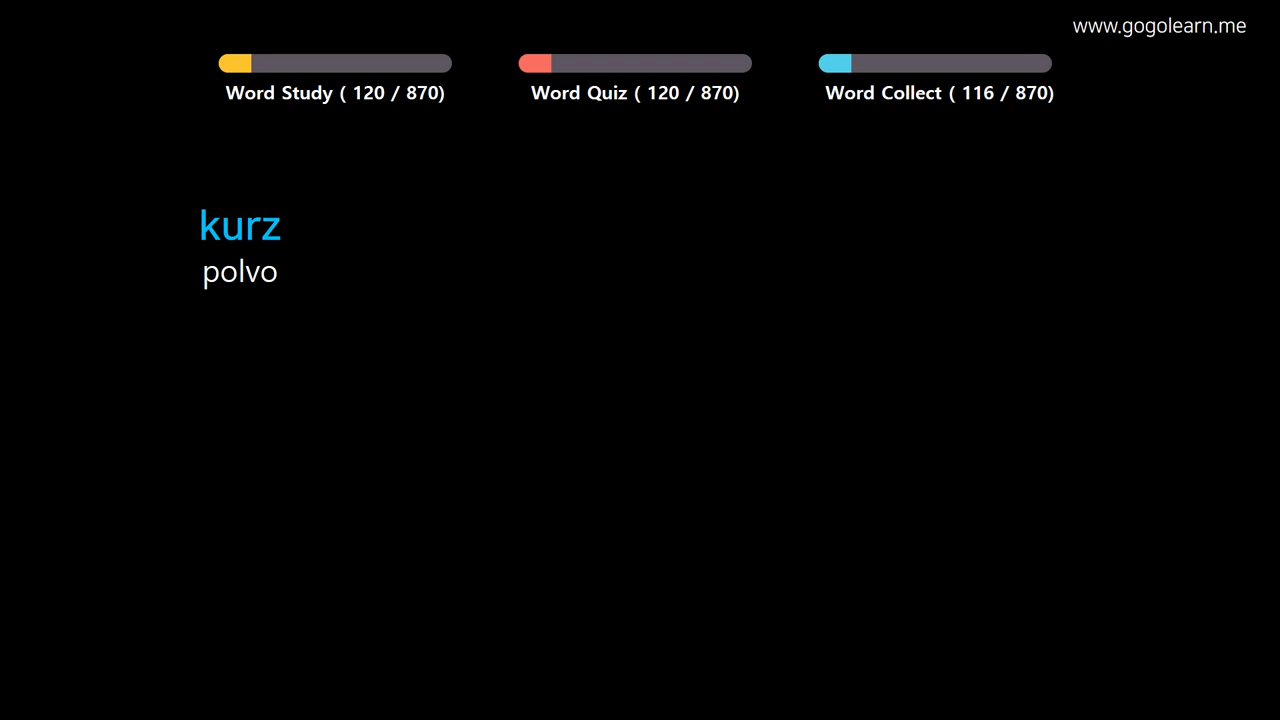 www.gogolearn.me
Word Study ( 120 / 870)
Word Quiz ( 120 / 870)
Word Collect ( 116 / 870)
kurz
polvo